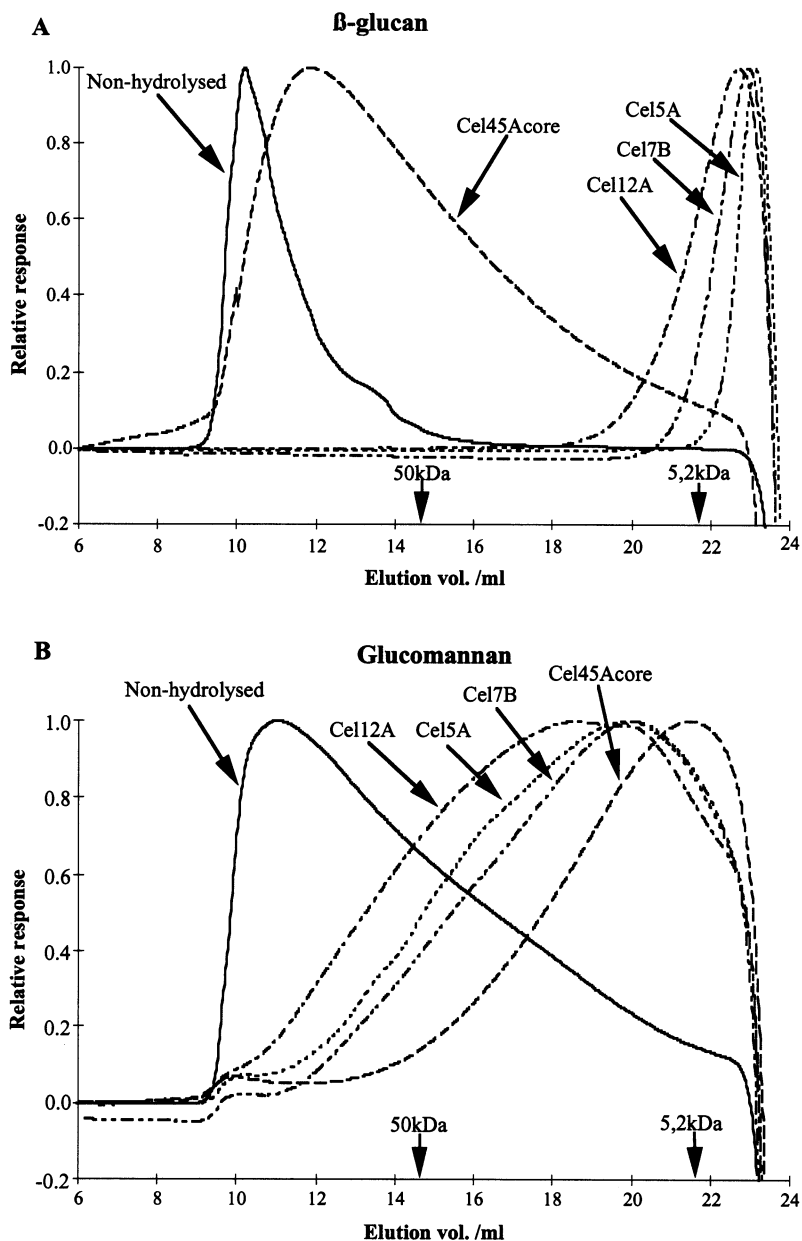 A
ß-glucan
Non-hydrolysed
Cel45Acore
Cel5A
Cel7B
Cel12A
1.0
0.8
0.6
0.4
0.2
0.0
-0.2
Relative response
50kDa
5,2kDa
6 8 10 12 14 16 18 20 22 24
Elution vol. /ml
B
Glucomannan
Non-hydrolysed
Cel12A
Cel5A
Cel7B
Cel45Acore
1.0
0.8
0.6
0.4
0.2
0.0
-0.2
Relative response
50kDa
5,2kDa
6 8 10 12 14 16 18 20 22 24
Elution vol. /ml